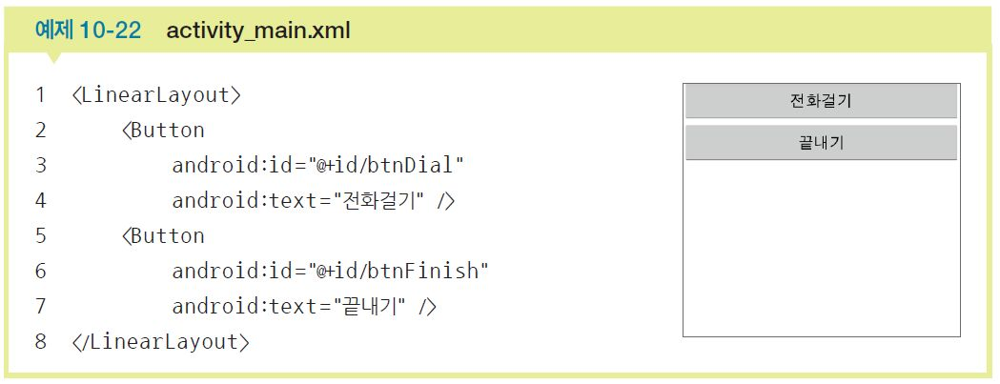 예제 10-22 activity_main.xml
1 <LinearLayout>
2 <Button
3 android:id="@+id/btnDial"
4 android:text="전화걸기" />
5 <Button
6 android:id="@+id/btnFinish"
7 android:text="끝내기" />
8 </LinearLayout>
전화걸기
끝내기